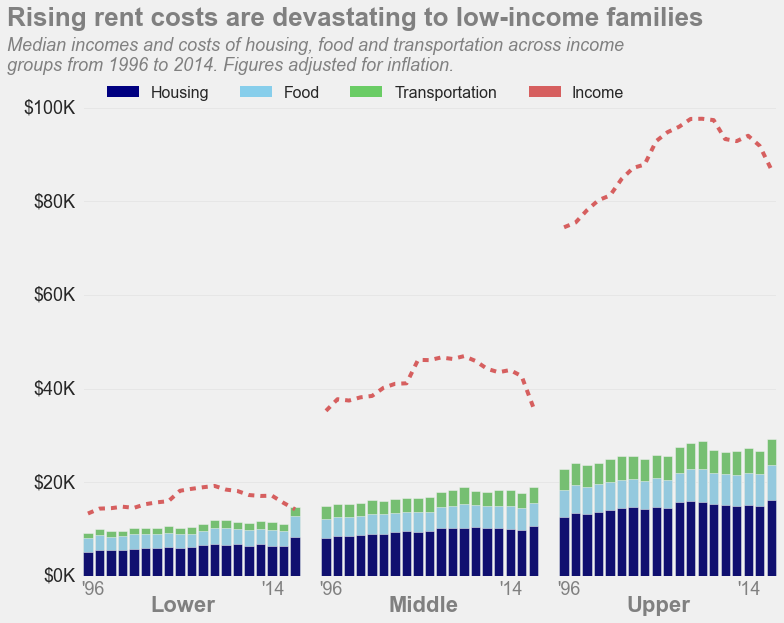 Rising rent costs are devastating to low-income families
Median incomes and costs of housing, food and transportation across income
groups from 1996 to 2014. Figures adjusted for inflation.
Housing Food Transportation Income
$100K
$80K
$60K
$40K
$20K
$0K
'96 '14 '96 '14 '96 '14
Lower Middle Upper